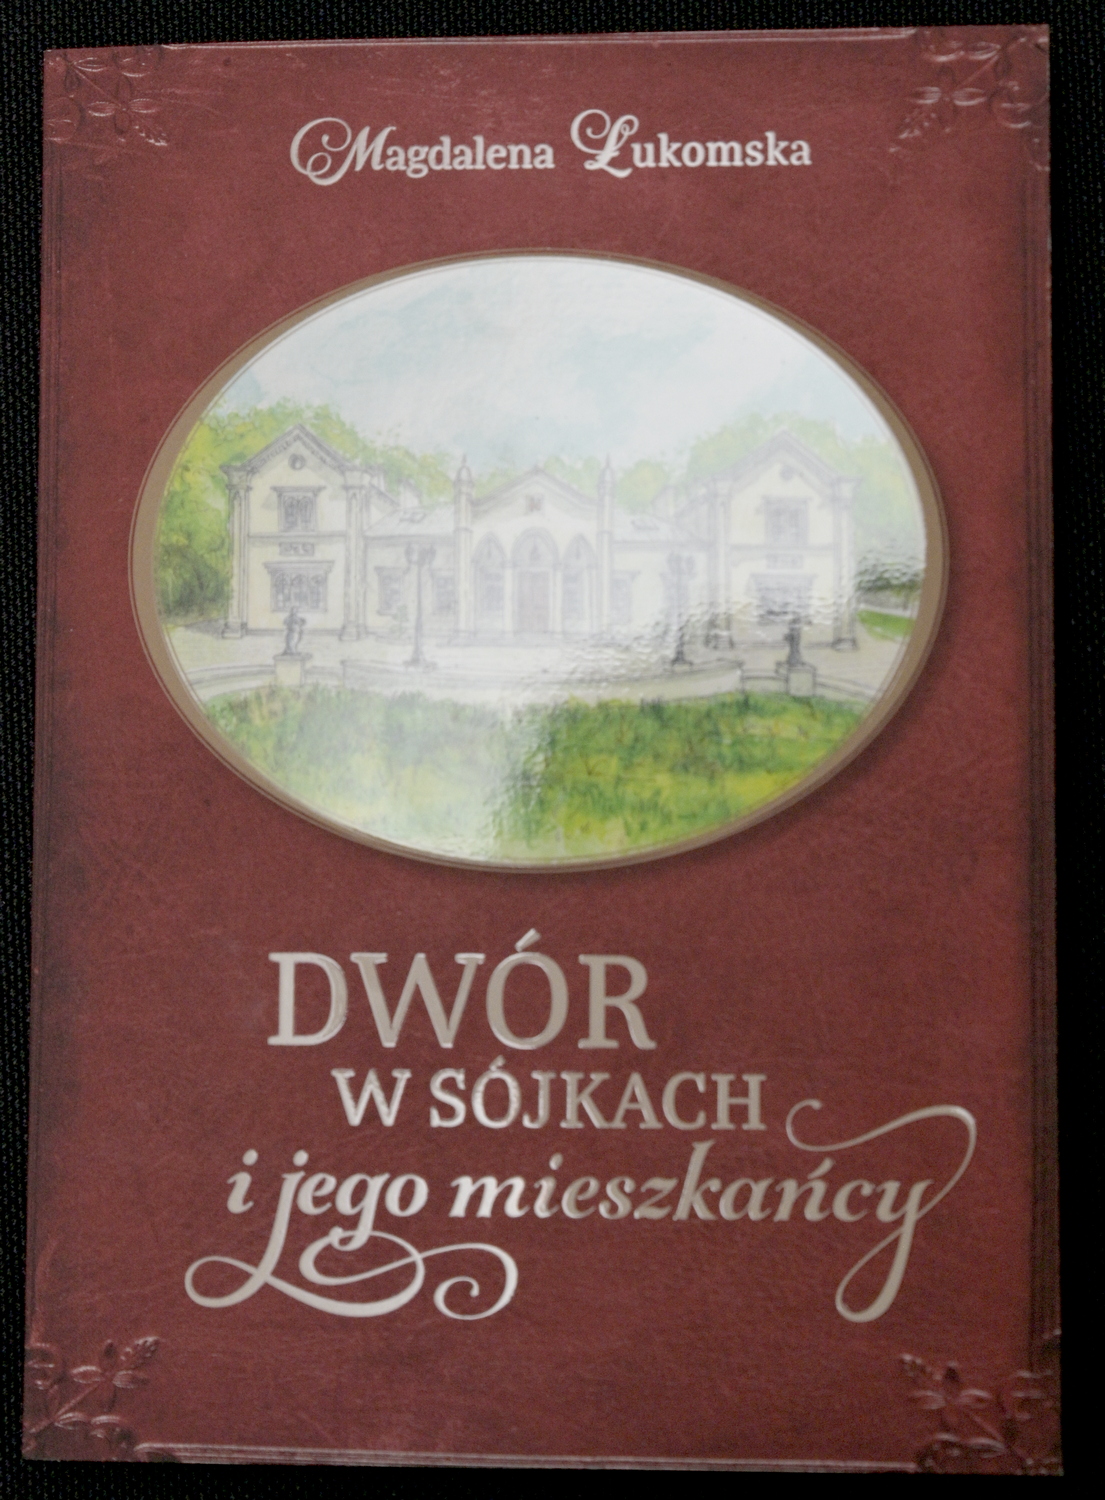 Magdalena Łukomska
DWÓR
W SÓJKACH
i jego mieszkańcy